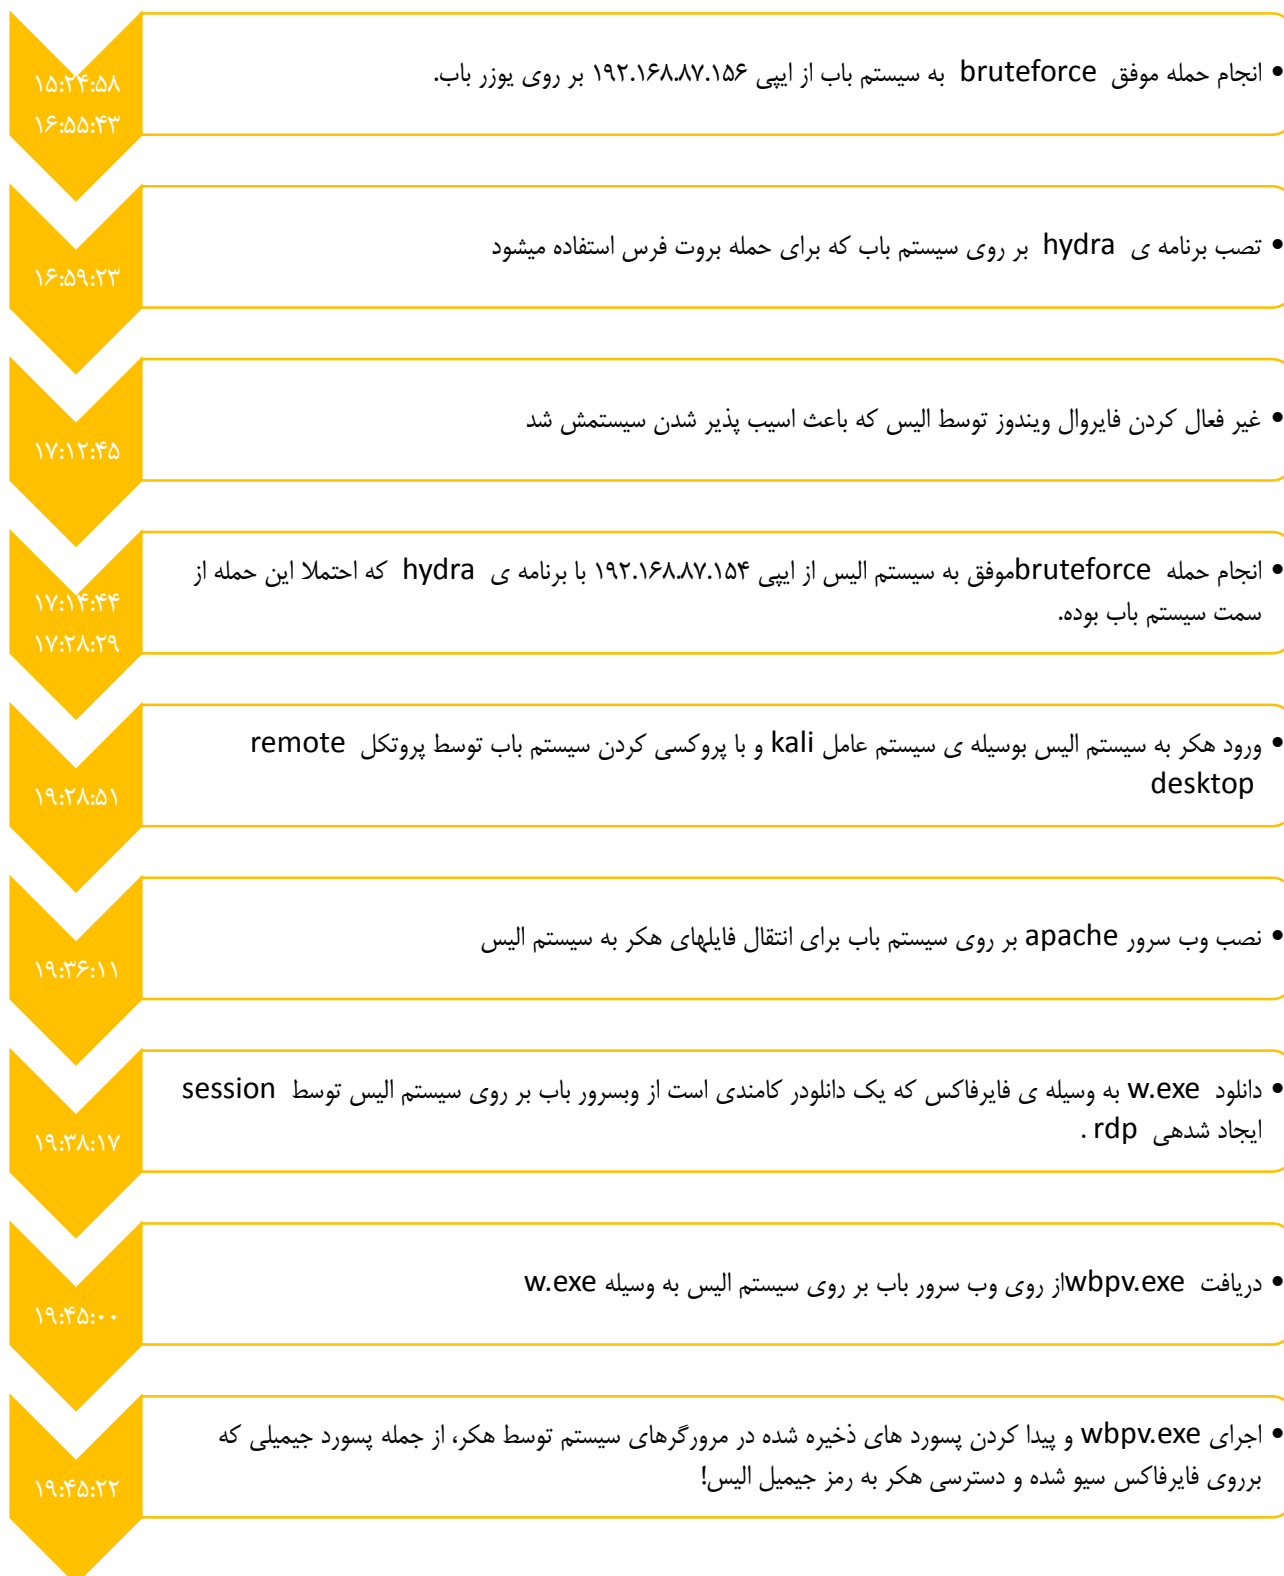 ۱۵:۲۴:۵۸
۱۶:۵۵:۴۳
• انجام حمله موفق bruteforce به سیستم باب از ایپی ۱۹۲.۱۶۸.۸۷.۱۵۶ بر روی یوزر باب.
۱۶:۵۹:۲۳
• تصب برنامه ی hydra بر روی سیستم باب که برای حمله بروت فرس استفاده میشود
۱۷:۱۲:۴۵
• غیر فعال کردن فایروال ویندوز توسط الیس که باعث اسیب پذیر شدن سیستمش شد
۱۷:۱۴:۴۴
۱۷:۲۸:۲۹
• انجام حمله bruteforceموفق به سیستم الیس از ایپی ۱۹۲.۱۶۸.۸۷.۱۵۴ با برنامه ی hydra که احتملا این حمله از
سمت سیستم باب بوده.
۱۹:۲۸:۵۱
• ورود هکر به سیستم الیس بوسیله ی سیستم عامل kali و با پروکسی کردن سیستم باب توسط پروتکل remote
desktop
۱۹:۳۶:۱۱
• نصب وب سرور apache بر روی سیستم باب برای انتقال فایلهای هکر به سیستم الیس
۱۹:۳۸:۱۷
• دانلود w.exe به وسیله ی فایرفاکس که یک دانلودر کامندی است از وبسرور باب بر روی سیستم الیس توسط session
ایجاد شدهی rdp .
۱۹:۴۵:۰۰
• دریافت wbpv.exeاز روی وب سرور باب بر روی سیستم الیس به وسیله w.exe
۱۹:۴۵:۲۲
• اجرای wbpv.exe و پیدا کردن پسورد های ذخیره شده در مرورگرهای سیستم توسط هکر، از جمله پسورد جیمیلی که
برروی فایرفاکس سیو شده و دسترسی هکر به رمز جیمیل الیس!